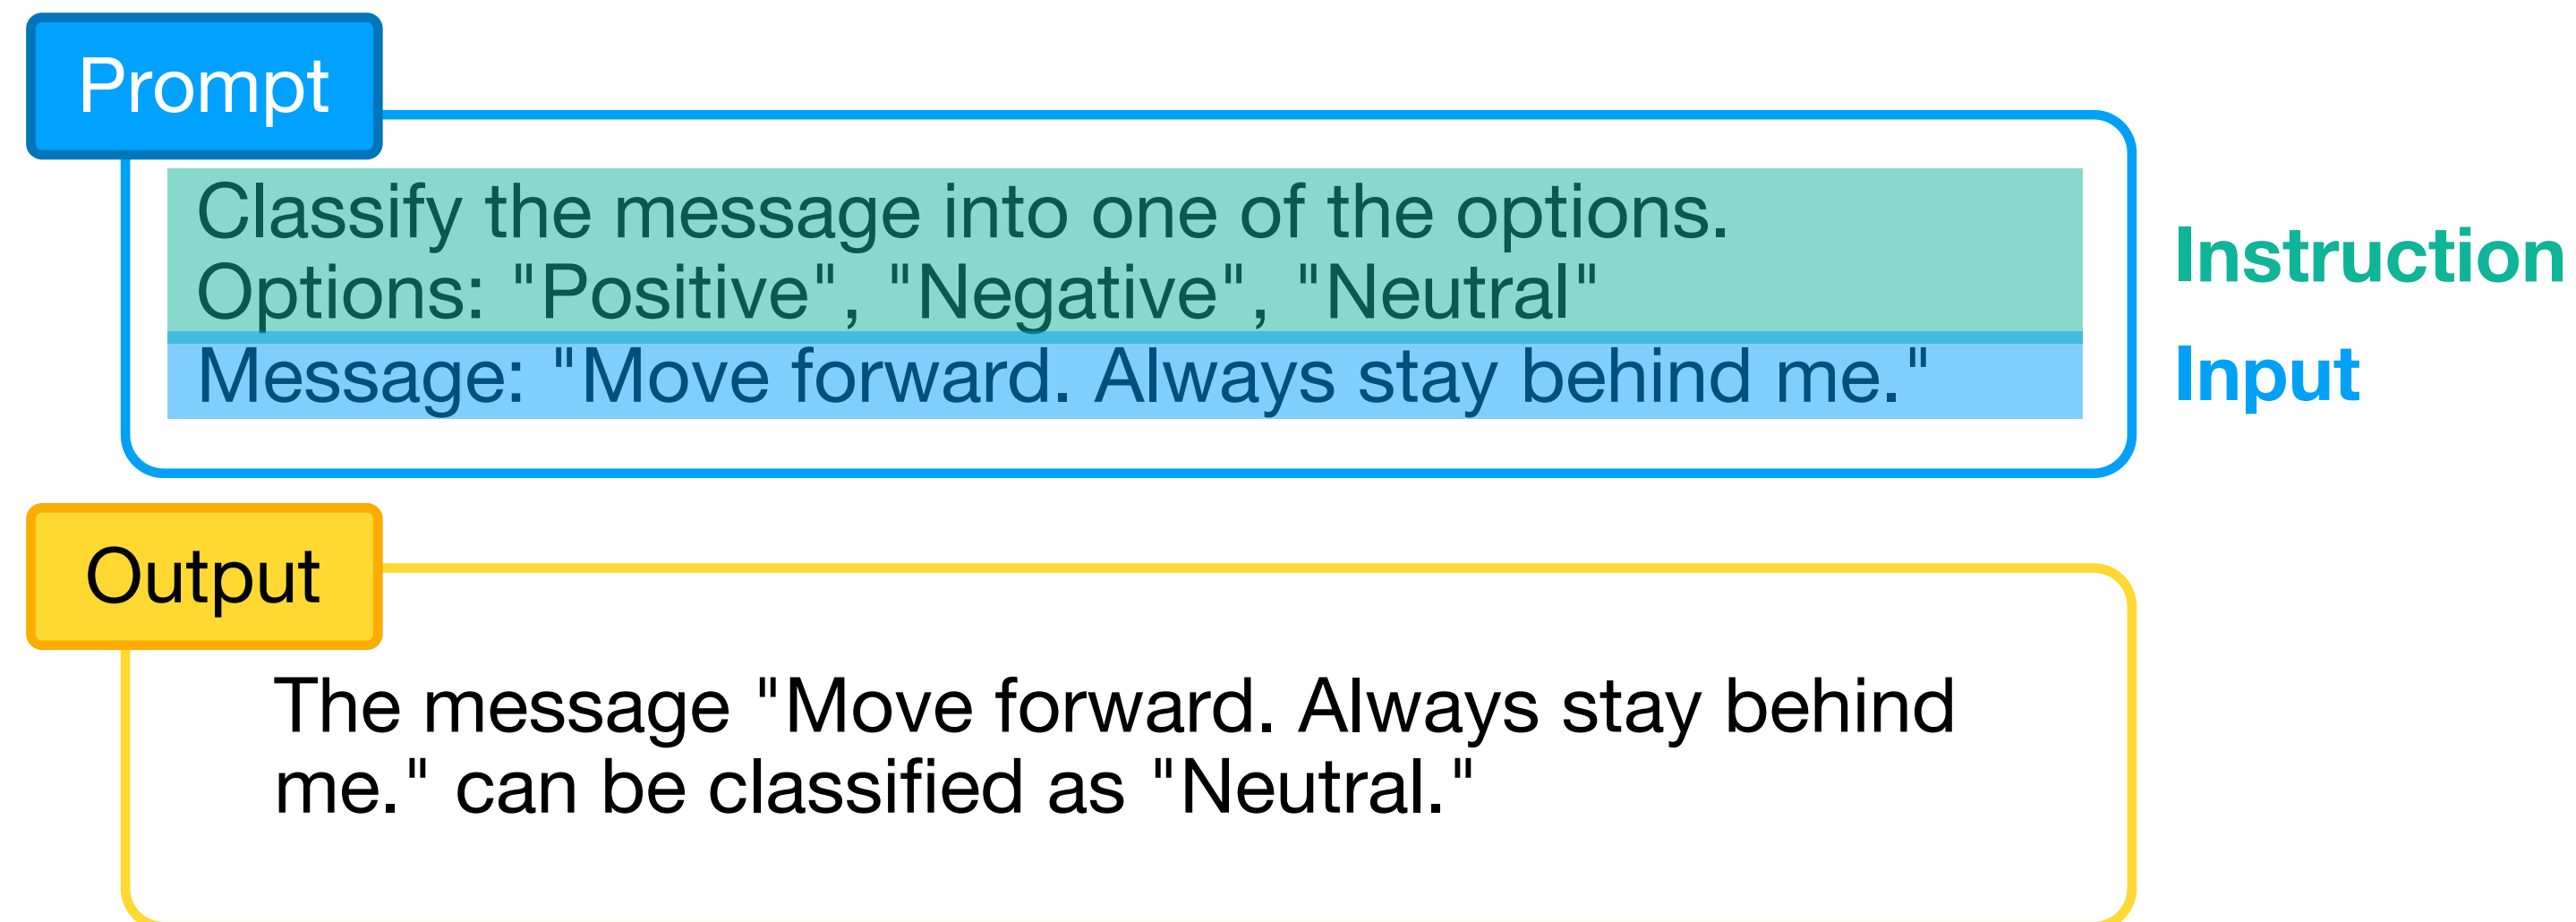 Prompt
Classify the message into one of the options.
Options: "Positive", "Negative", "Neutral"
Instruction
Message: "Move forward. Always stay behind me."
Input
Output
The message "Move forward. Always stay behind
me." can be classified as "Neutral."